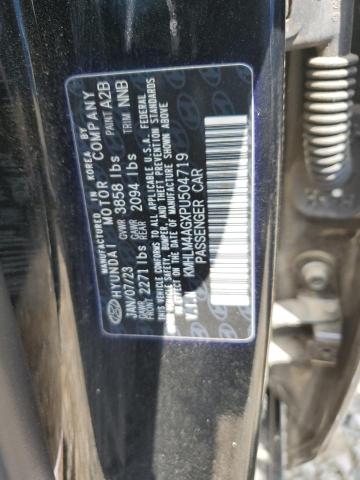 MANUFACTURED IN KOREA BY
HYUNDAI MOTOR COMPANY
JAN/07/23 GVWR 3858 lbs PAINT A2B
GAWR FRONT 2271 lbs GAWR REAR 2094 lbs TRIM NNB
THIS VEHICLE CONFORMS TO ALL APPLICABLE U.S.A. FEDERAL
MOTOR VEHICLE SAFETY, BUMPER, AND THEFT PREVENTION STANDARDS
IN EFFECT ON THE DATE OF MANUFACTURE SHOWN ABOVE
V.I.N. KMHLM4AGXPU504719
PASSENGER CAR